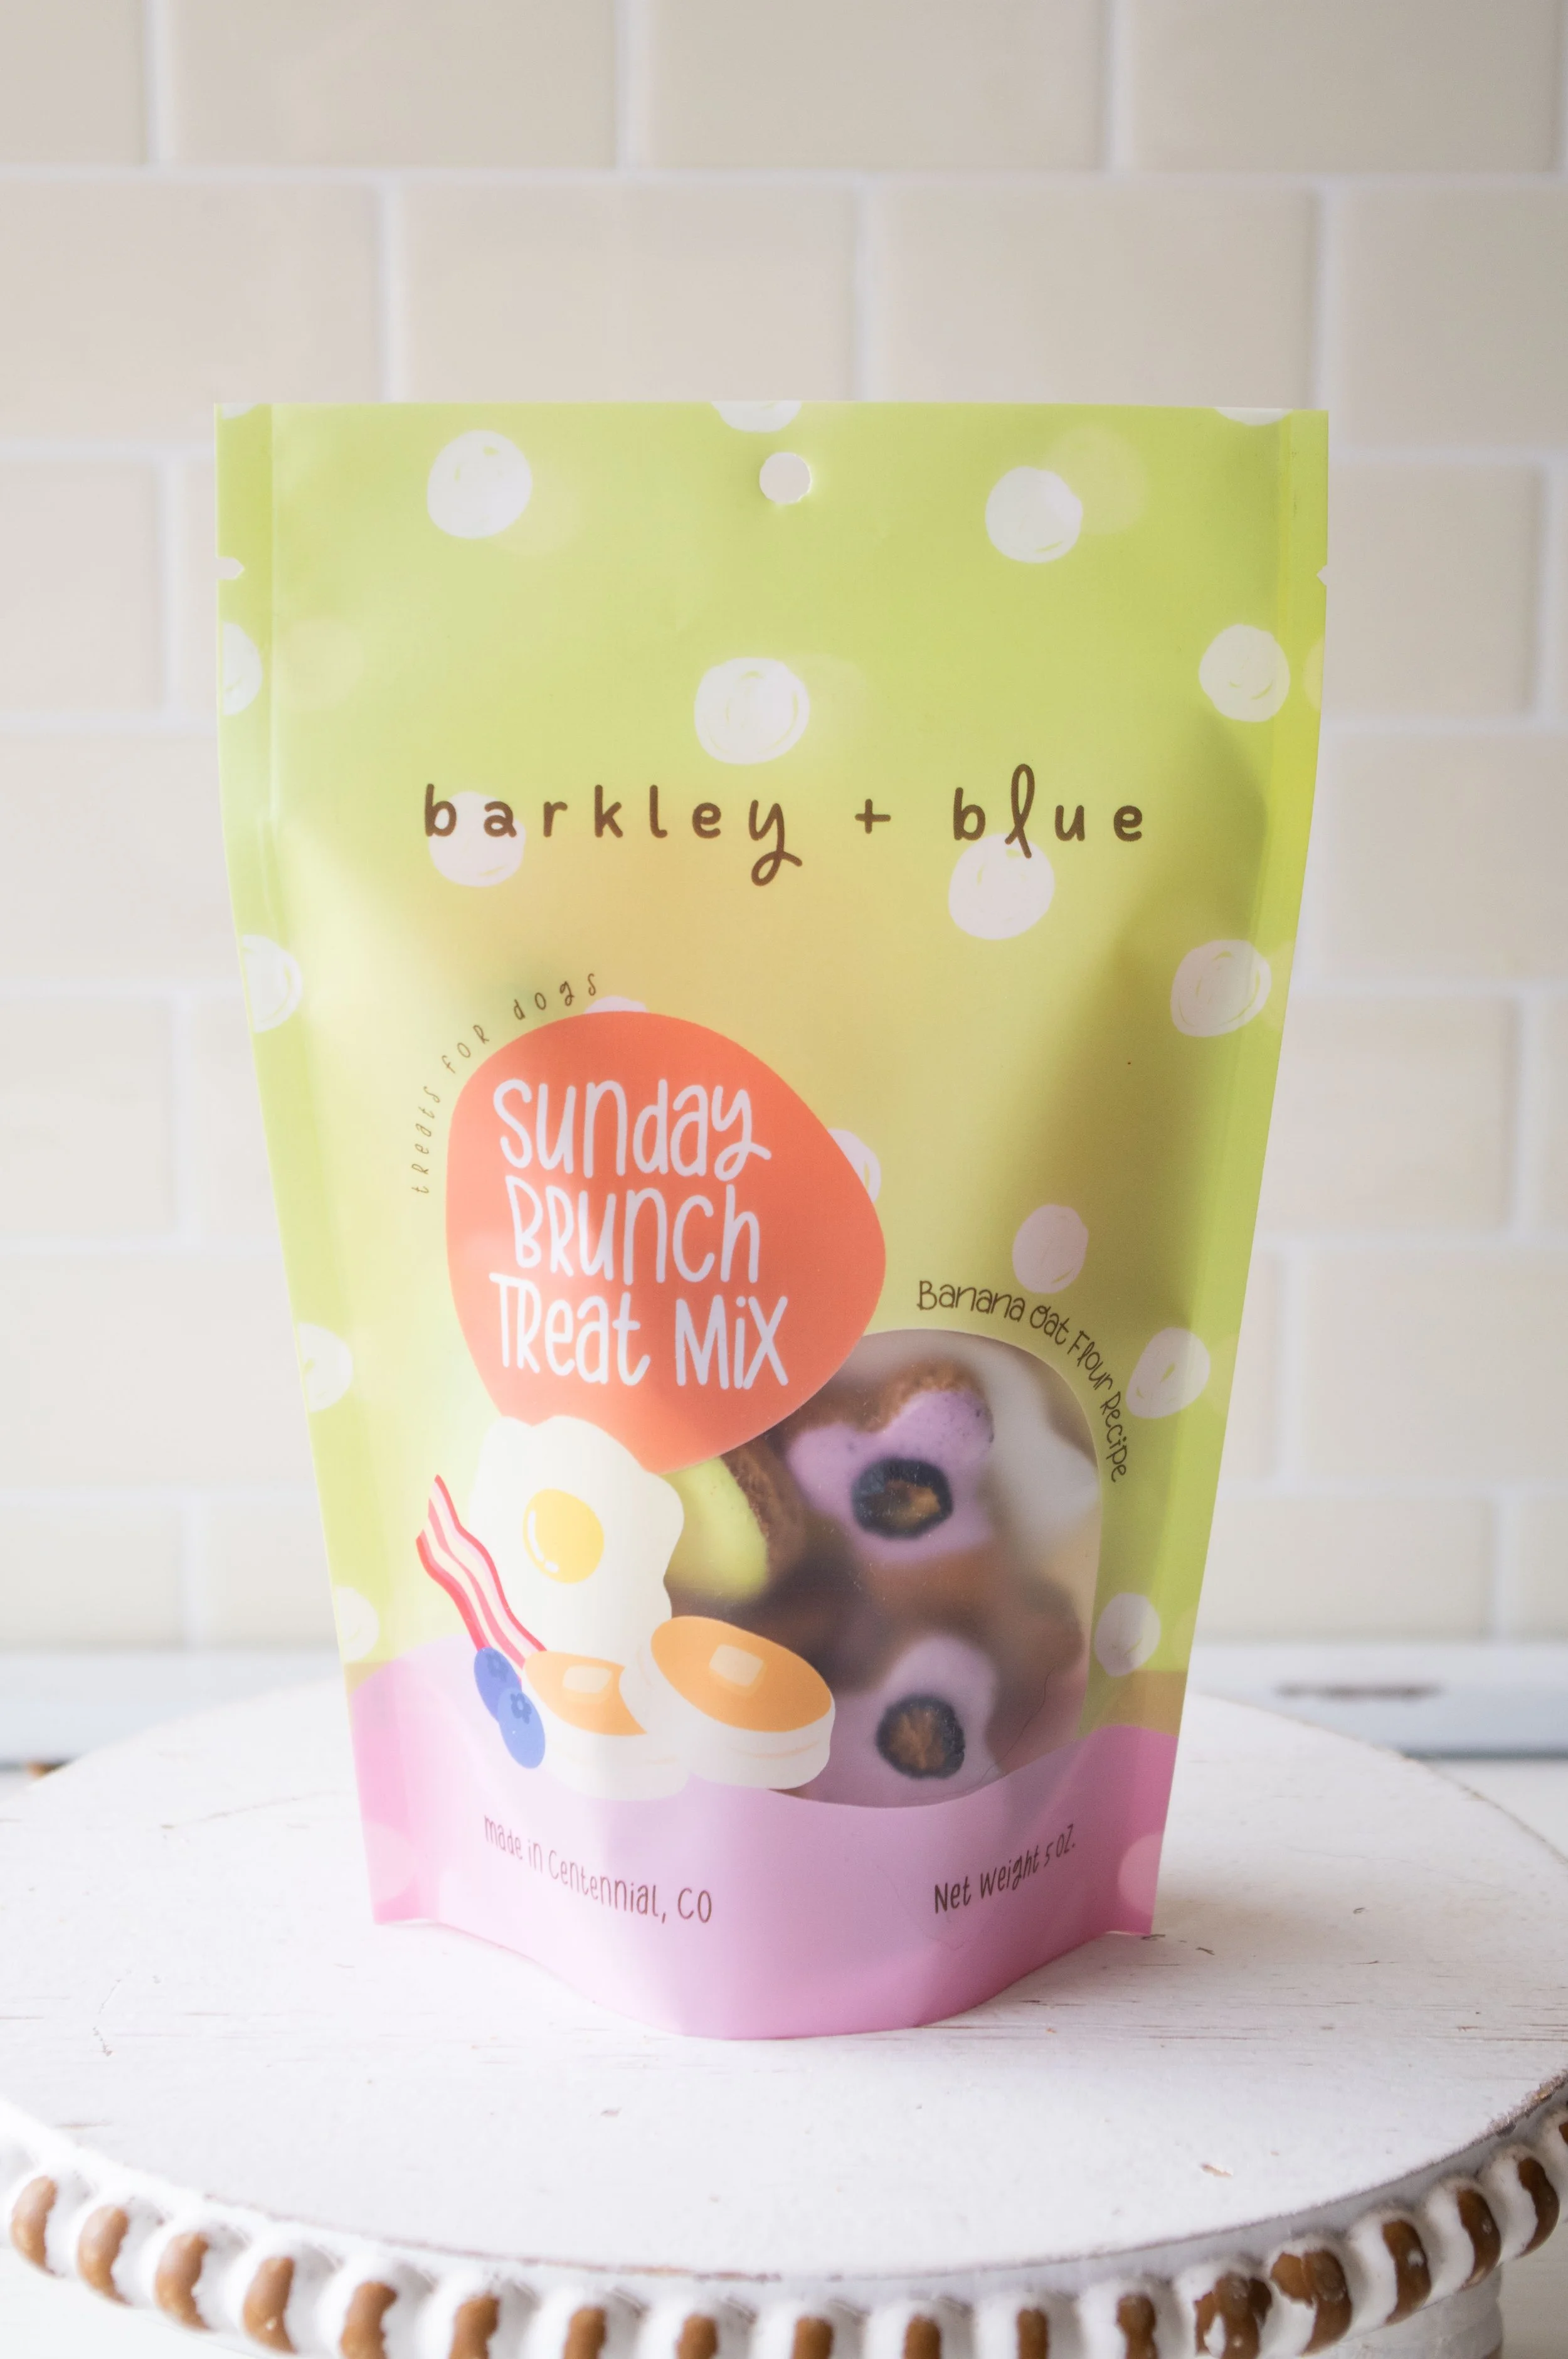 barkley + blue
treats for dogs
Sunday
Brunch
Treat Mix
Banana Oat Flour Recipe
made in Centennial, CO
Net Weight 5 oz.